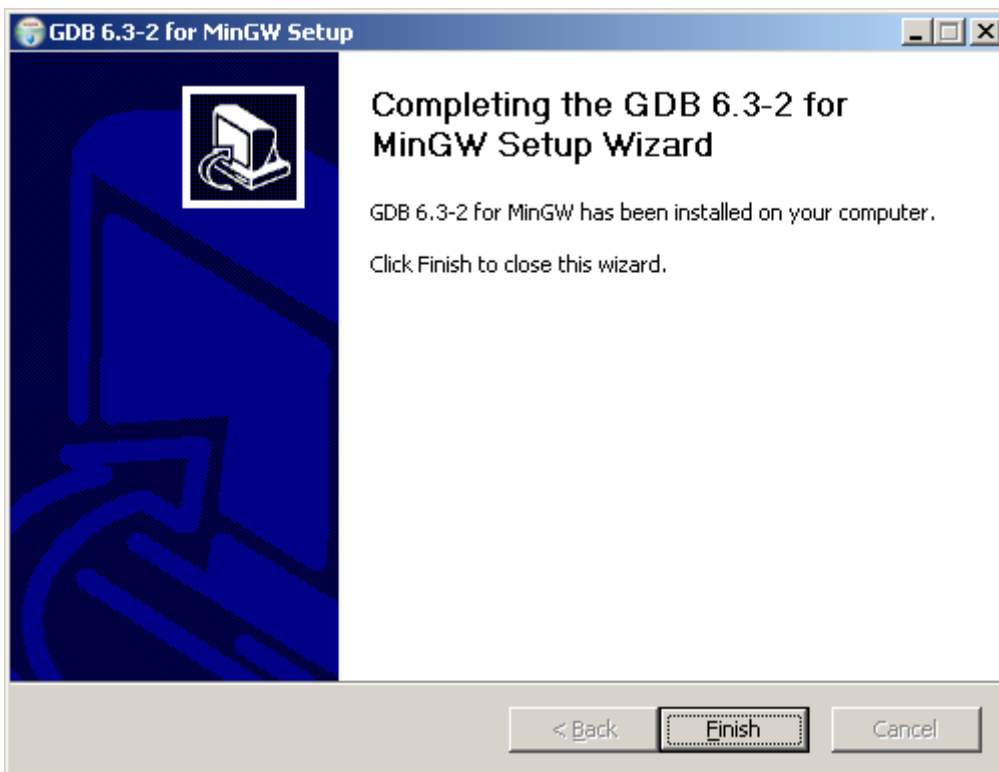 GDB 6.3-2 for MinGW Setup
Completing the GDB 6.3-2 for
MinGW Setup Wizard
GDB 6.3-2 for MinGW has been installed on your computer.
Click Finish to close this wizard.
< Back Finish Cancel